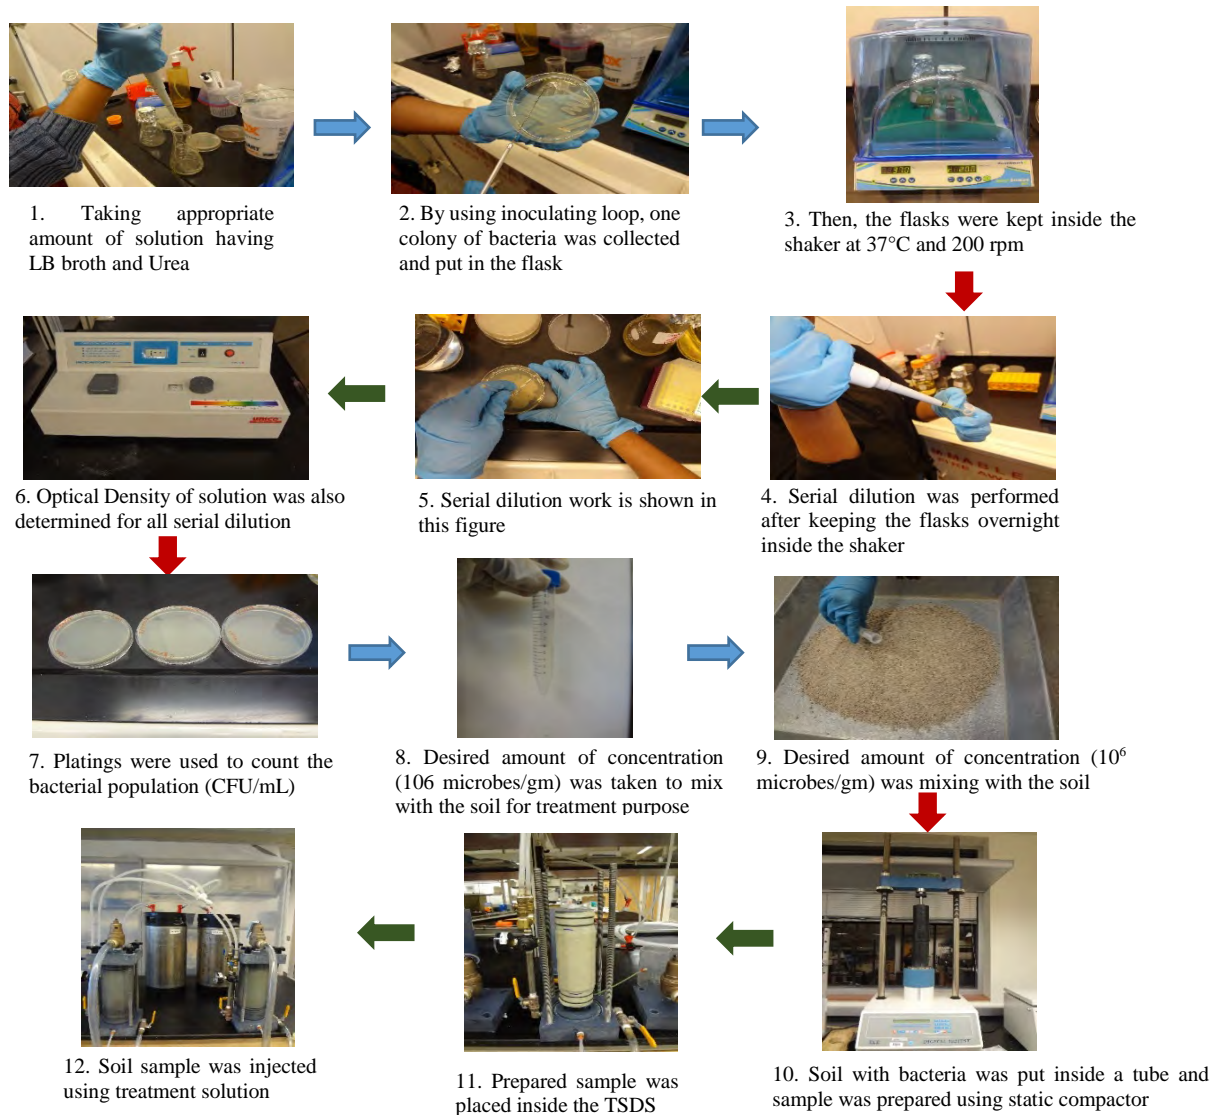 1. Taking appropriate
amount of solution having
LB broth and Urea
2. By using inoculating loop, one
colony of bacteria was collected
and put in the flask
3. Then, the flasks were kept inside the
shaker at 37°C and 200 rpm
6. Optical Density of solution was also
determined for all serial dilution
5. Serial dilution work is shown in
this figure
4. Serial dilution was performed
after keeping the flasks overnight
inside the shaker
7. Platings were used to count the
bacterial population (CFU/mL)
8. Desired amount of concentration
(106 microbes/gm) was taken to mix
with the soil for treatment purpose
9. Desired amount of concentration (10⁶
microbes/gm) was mixing with the soil
12. Soil sample was injected
using treatment solution
11. Prepared sample was
placed inside the TSDS
10. Soil with bacteria was put inside a tube and
sample was prepared using static compactor